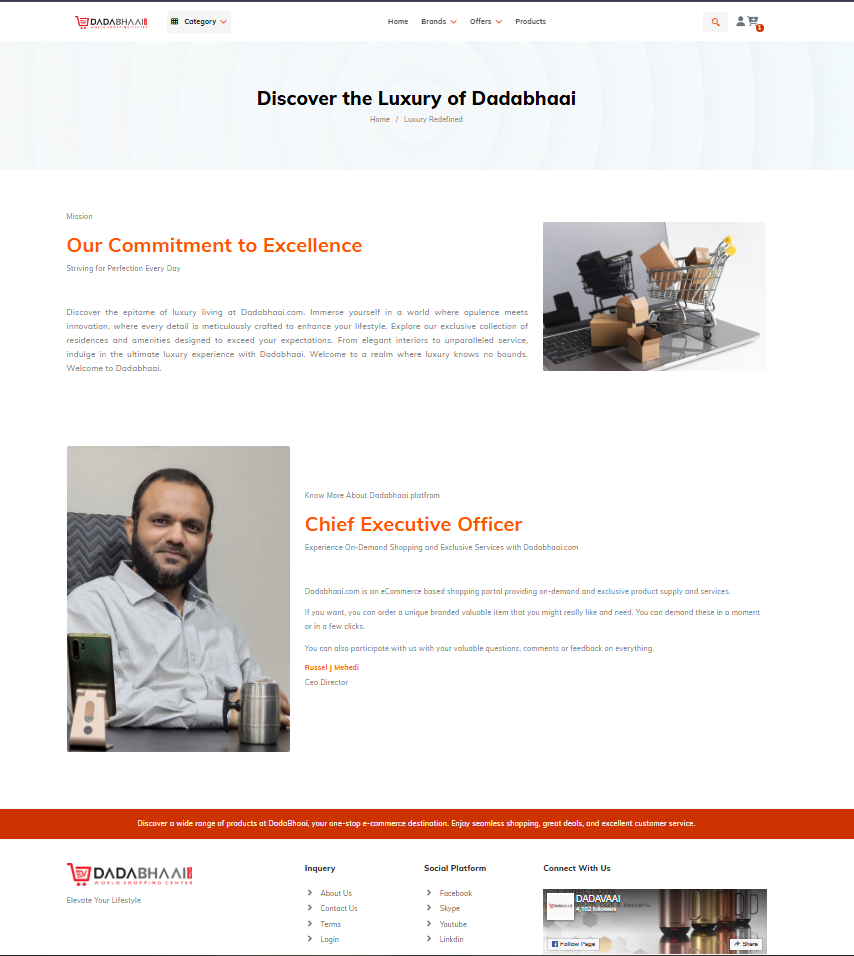 DADABHAAI
WORLD SHOPPING CENTER
Category
Home
Brands
Offers
Products
1
Discover the Luxury of Dadabhaai
Home / Luxury Redefined
Mission
Our Commitment to Excellence
Striving for Perfection Every Day
Discover the epitome of luxury living at Dadabhaai.com. Immerse yourself in a world where opulence meets
innovation, where every detail is meticulously crafted to enhance your lifestyle. Explore our exclusive collection of
residences and amenities designed to exceed your expectations. From elegant interiors to unparalleled service,
indulge in the ultimate luxury experience with Dadabhaai. Welcome to a realm where luxury knows no bounds.
Welcome to Dadabhaai.
Know More About Dadabhaai platfrom
Chief Executive Officer
Experience On-Demand Shopping and Exclusive Services with Dadabhaai.com
Dadabhaai.com is an eCommerce based shopping portal providing on-demand and exclusive product supply and services.
If you want, you can order a unique branded valuable item that you might really like and need. You can demand these in a moment
or in a few clicks.
You can also participate with us with your valuable questions, comments or feedback on everything.
Russel J Mehedi
Ceo Director
Discover a wide range of products at DadaBhaai, your one-stop e-commerce destination. Enjoy seamless shopping, great deals, and excellent customer service.
DADABHAAI
WORLD SHOPPING CENTER
Elevate Your Lifestyle
Inquery
About Us
Contact Us
Terms
Login
Social Platform
Facebook
Skype
Youtube
Linkdin
Connect With Us
DADAVAAI
4,102 followers
Follow Page
Share